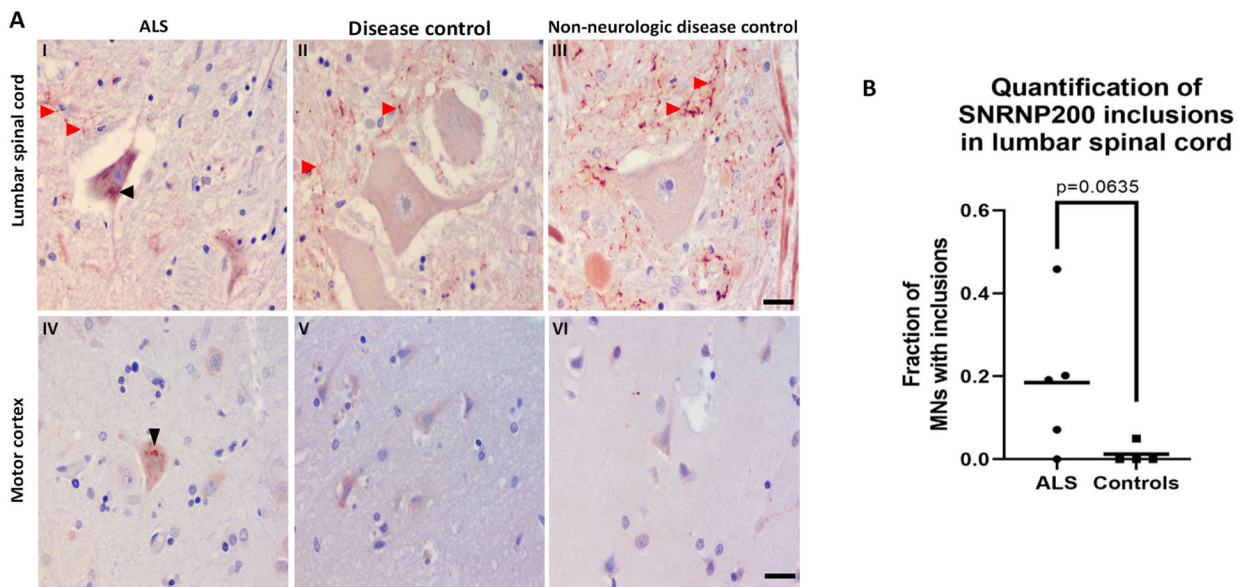 A
ALS
Disease control
Non-neurologic disease control
Lumbar spinal cord
I
II
III
Motor cortex
IV
V
VI
B
Quantification of
SNRNP200 inclusions
in lumbar spinal cord
p=0.0635
Fraction of
MNs with inclusions
0.6
0.4
0.2
0.0
ALS
Controls